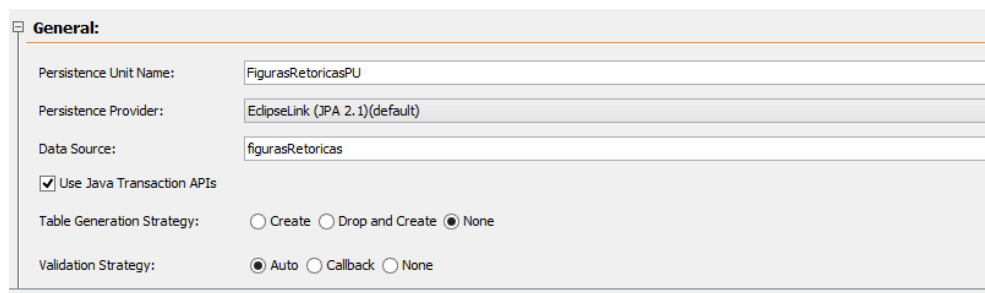 General:
Persistence Unit Name: FigurasRetoricasPU
Persistence Provider: EclipseLink (JPA 2.1)(default)
Data Source: figurasRetoricas
Use Java Transaction APIs
Table Generation Strategy: Create Drop and Create None
Validation Strategy: Auto Callback None